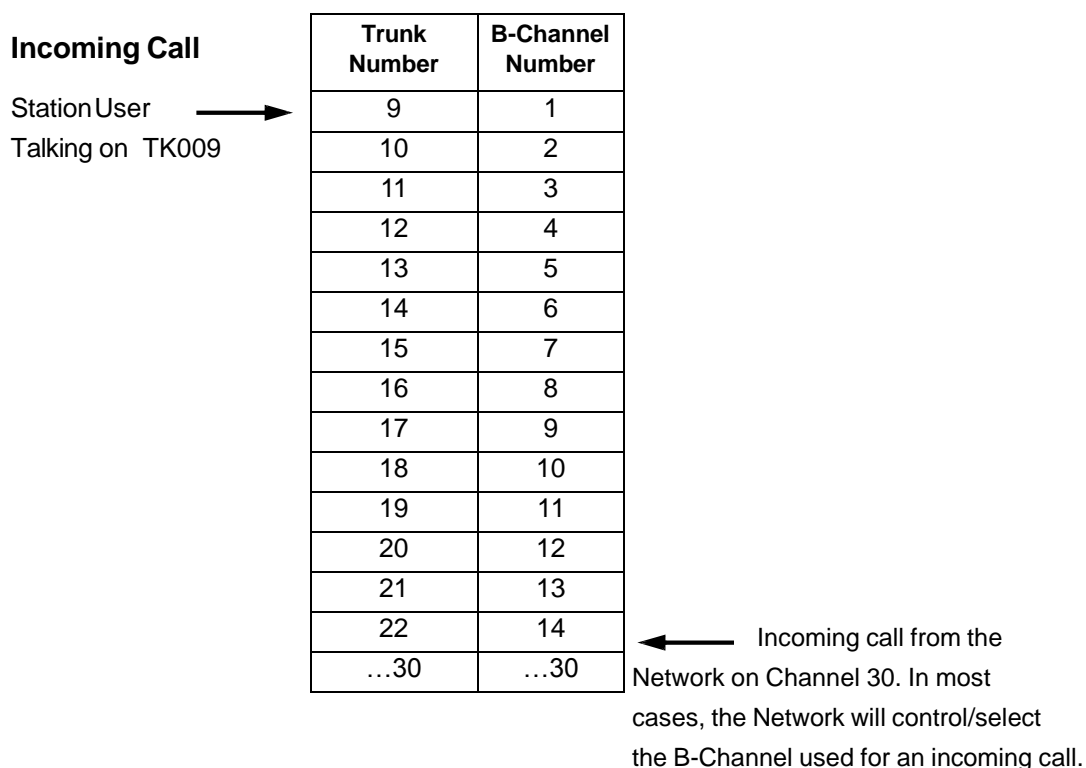 Incoming Call
Station User
Talking on TK009
Trunk Number B-Channel Number
9 1
10 2
11 3
12 4
13 5
14 6
15 7
16 8
17 9
18 10
19 11
20 12
21 13
22 14
…30 …30
Incoming call from the
Network on Channel 30. In most
cases, the Network will control/select
the B-Channel used for an incoming call.